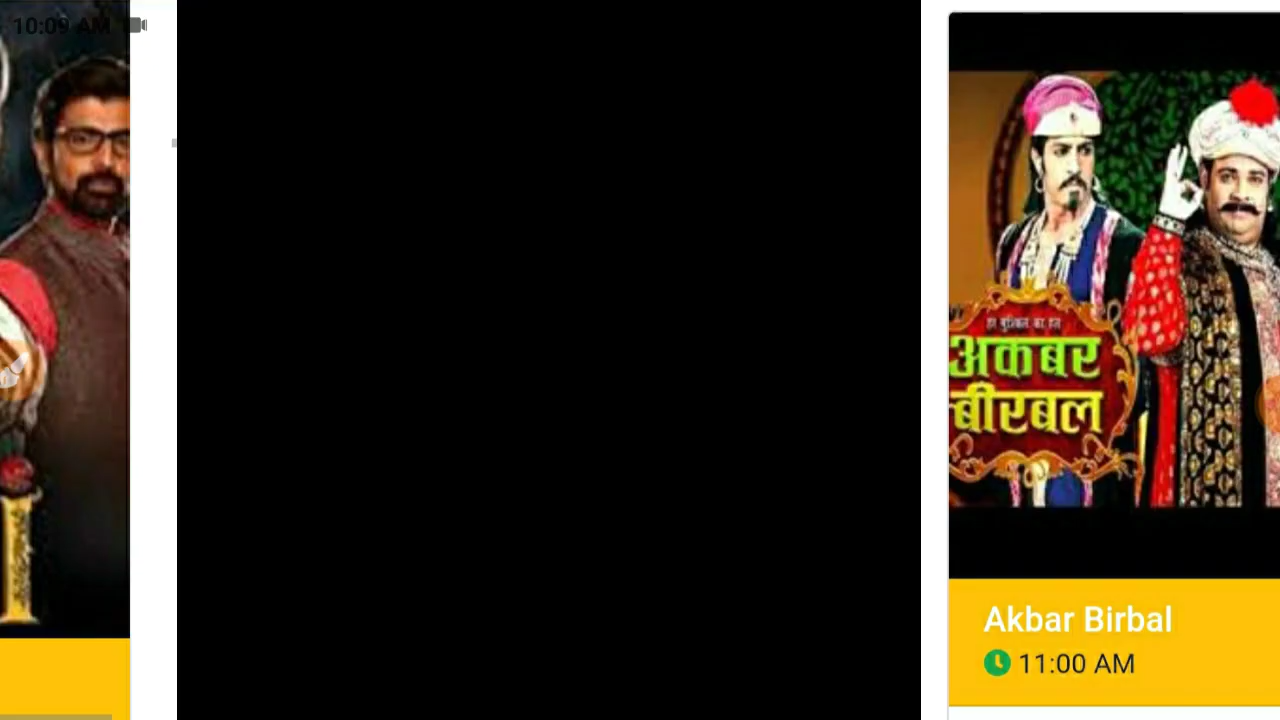 10:09 AM
हर मुश्किल का हल
अकबर
बीरबल
Akbar Birbal
11:00 AM